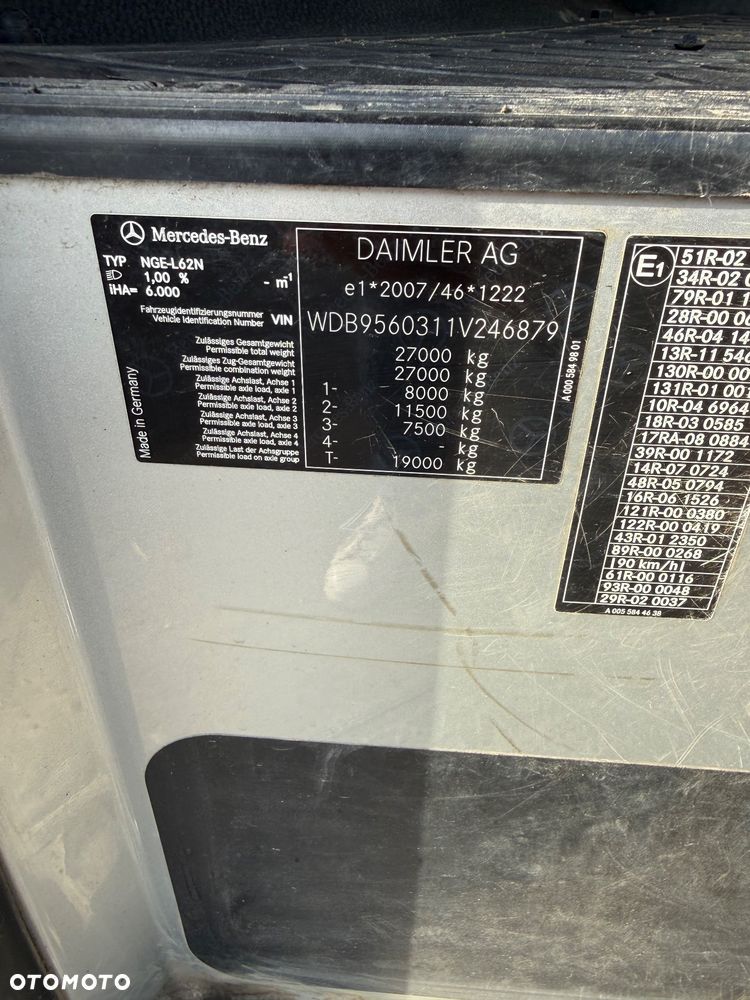 Mercedes-Benz
TYP NGE-L62N
1,00 % - m-1
iHA= 6.000
Fahrzeugidentifizierungsnummer
Vehicle Identification Number VIN
Zulässiges Gesamtgewicht
Permissible total weight
Zulässiges Zug-Gesamtgewicht
Permissible combination weight
Zulässige Achslast, Achse 1
Permissible axle load, axle 1
Zulässige Achslast, Achse 2
Permissible axle load, axle 2
Zulässige Achslast, Achse 3
Permissible axle load, axle 3
Zulässige Achslast, Achse 4
Permissible axle load, axle 4
Zulässige Last der Achsgruppe
Permissible load on axle group
Made in Germany
DAIMLER AG
e1*2007/46*1222
WDB9560311V246879
27000 kg
27000 kg
1- 8000 kg
2- 11500 kg
3- 7500 kg
4- - kg
T- 19000 kg
A 000 584 98 01
E1
51R-02
34R-02 0
79R-01 1
28R-00 06
46R-04 14
13R-11 546
130R-00 00
131R-01 001
10R-04 6964
18R-03 0585
17RA-08 0884
39R-00 1172
14R-07 0724
48R-05 0794
16R-06 1526
121R-00 0380
122R-00 0419
43R-01 2350
89R-00 0268
|90 km/h|
61R-00 0116
93R-00 0048
29R-02 0037
A 005 584 46 38
OTOMOTO